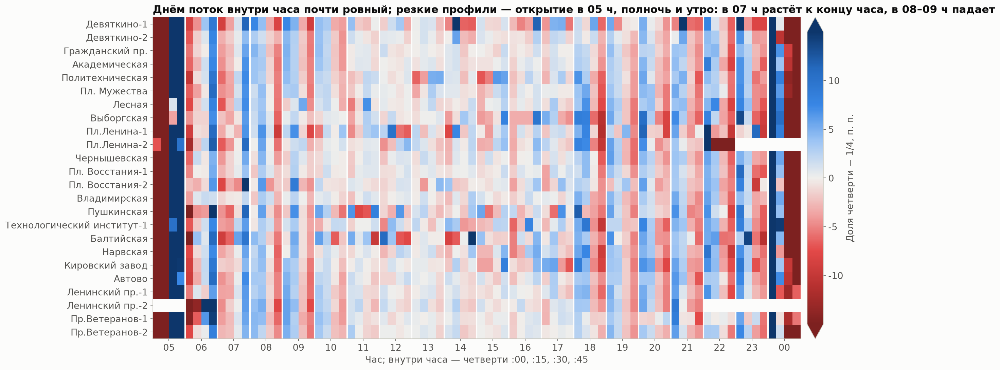 Днём поток внутри часа почти ровный; резкие профили — открытие в 05 ч, полночь и утро: в 07 ч растёт к концу часа, в 08–09 ч падает
Девяткино-1
Девяткино-2
Гражданский пр.
Академическая
Политехническая
Пл. Мужества
Лесная
Выборгская
Пл.Ленина-1
Пл.Ленина-2
Чернышевская
Пл. Восстания-1
Пл. Восстания-2
Владимирская
Пушкинская
Технологический институт-1
Балтийская
Нарвская
Кировский завод
Автово
Ленинский пр.-1
Ленинский пр.-2
Пр.Ветеранов-1
Пр.Ветеранов-2
05 06 07 08 09 10 11 12 13 14 15 16 17 18 19 20 21 22 23 00
Час; внутри часа — четверти :00, :15, :30, :45
10
5
0
-5
-10
Доля четверти − 1/4, п. п.